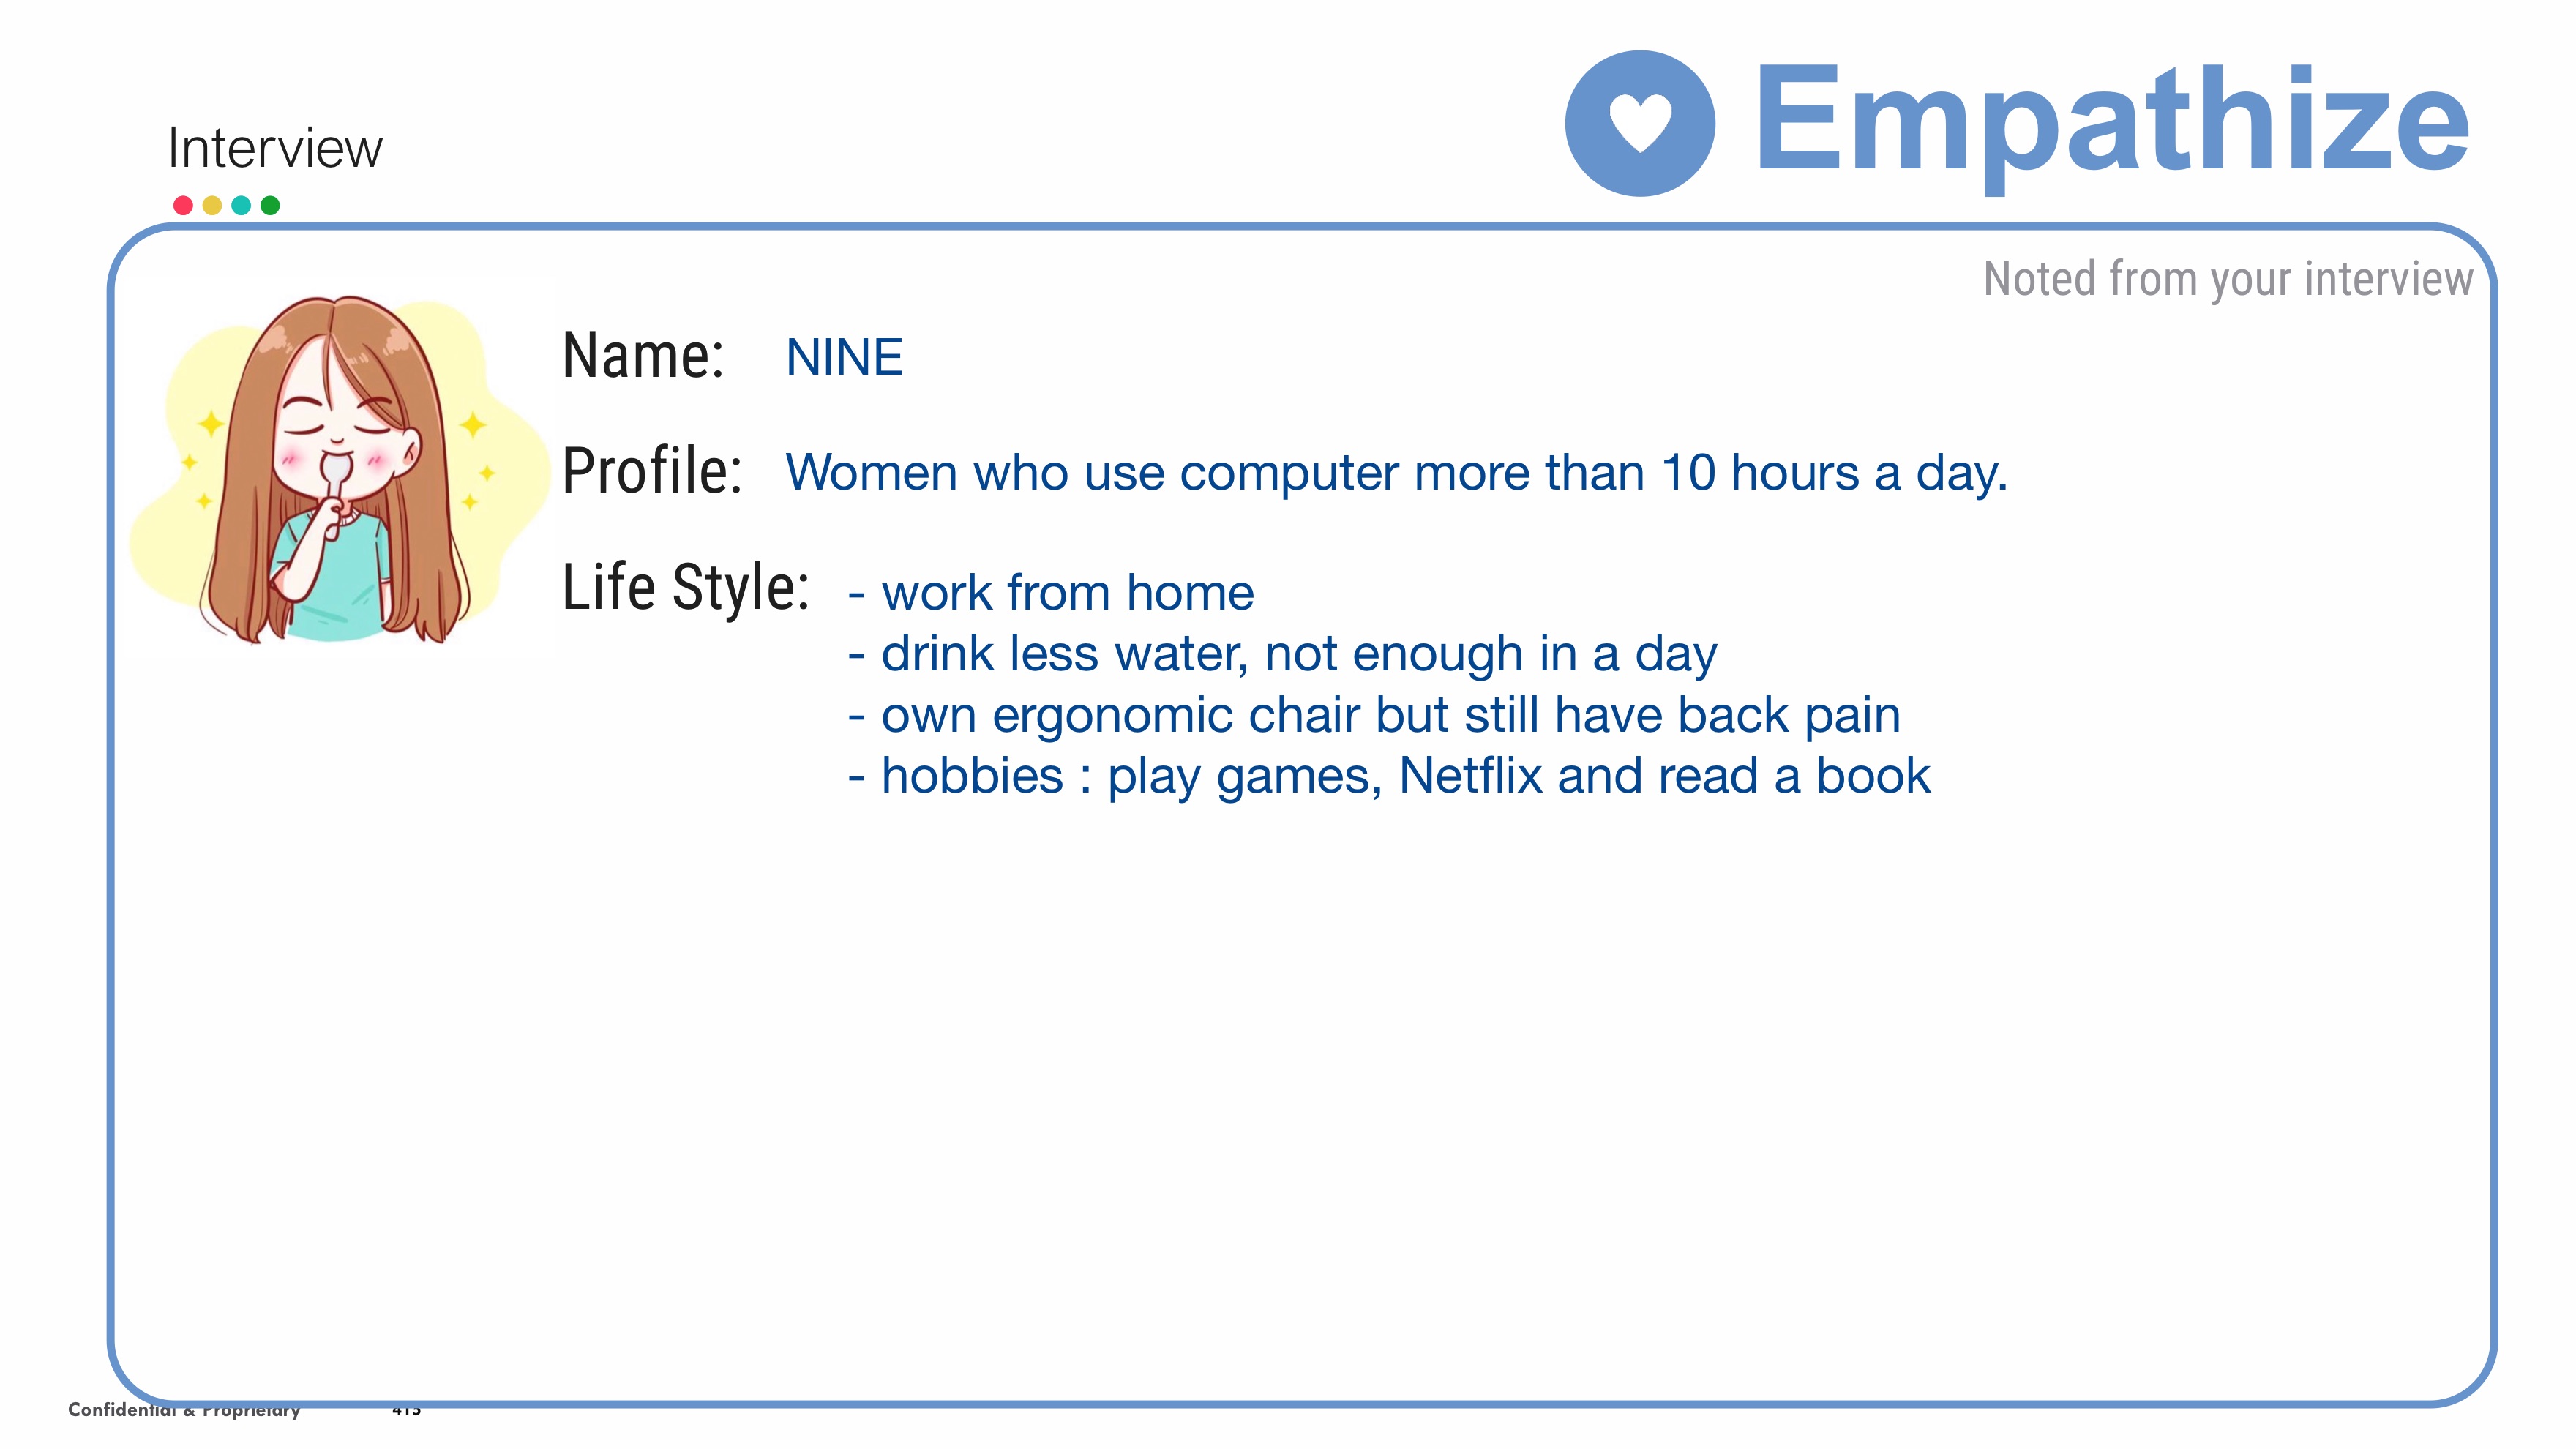 Interview
Empathize
Noted from your interview
Name: NINE
Profile: Women who use computer more than 10 hours a day.
Life Style: - work from home
- drink less water, not enough in a day
- own ergonomic chair but still have back pain
- hobbies : play games, Netflix and read a book
Confidential & Proprietary